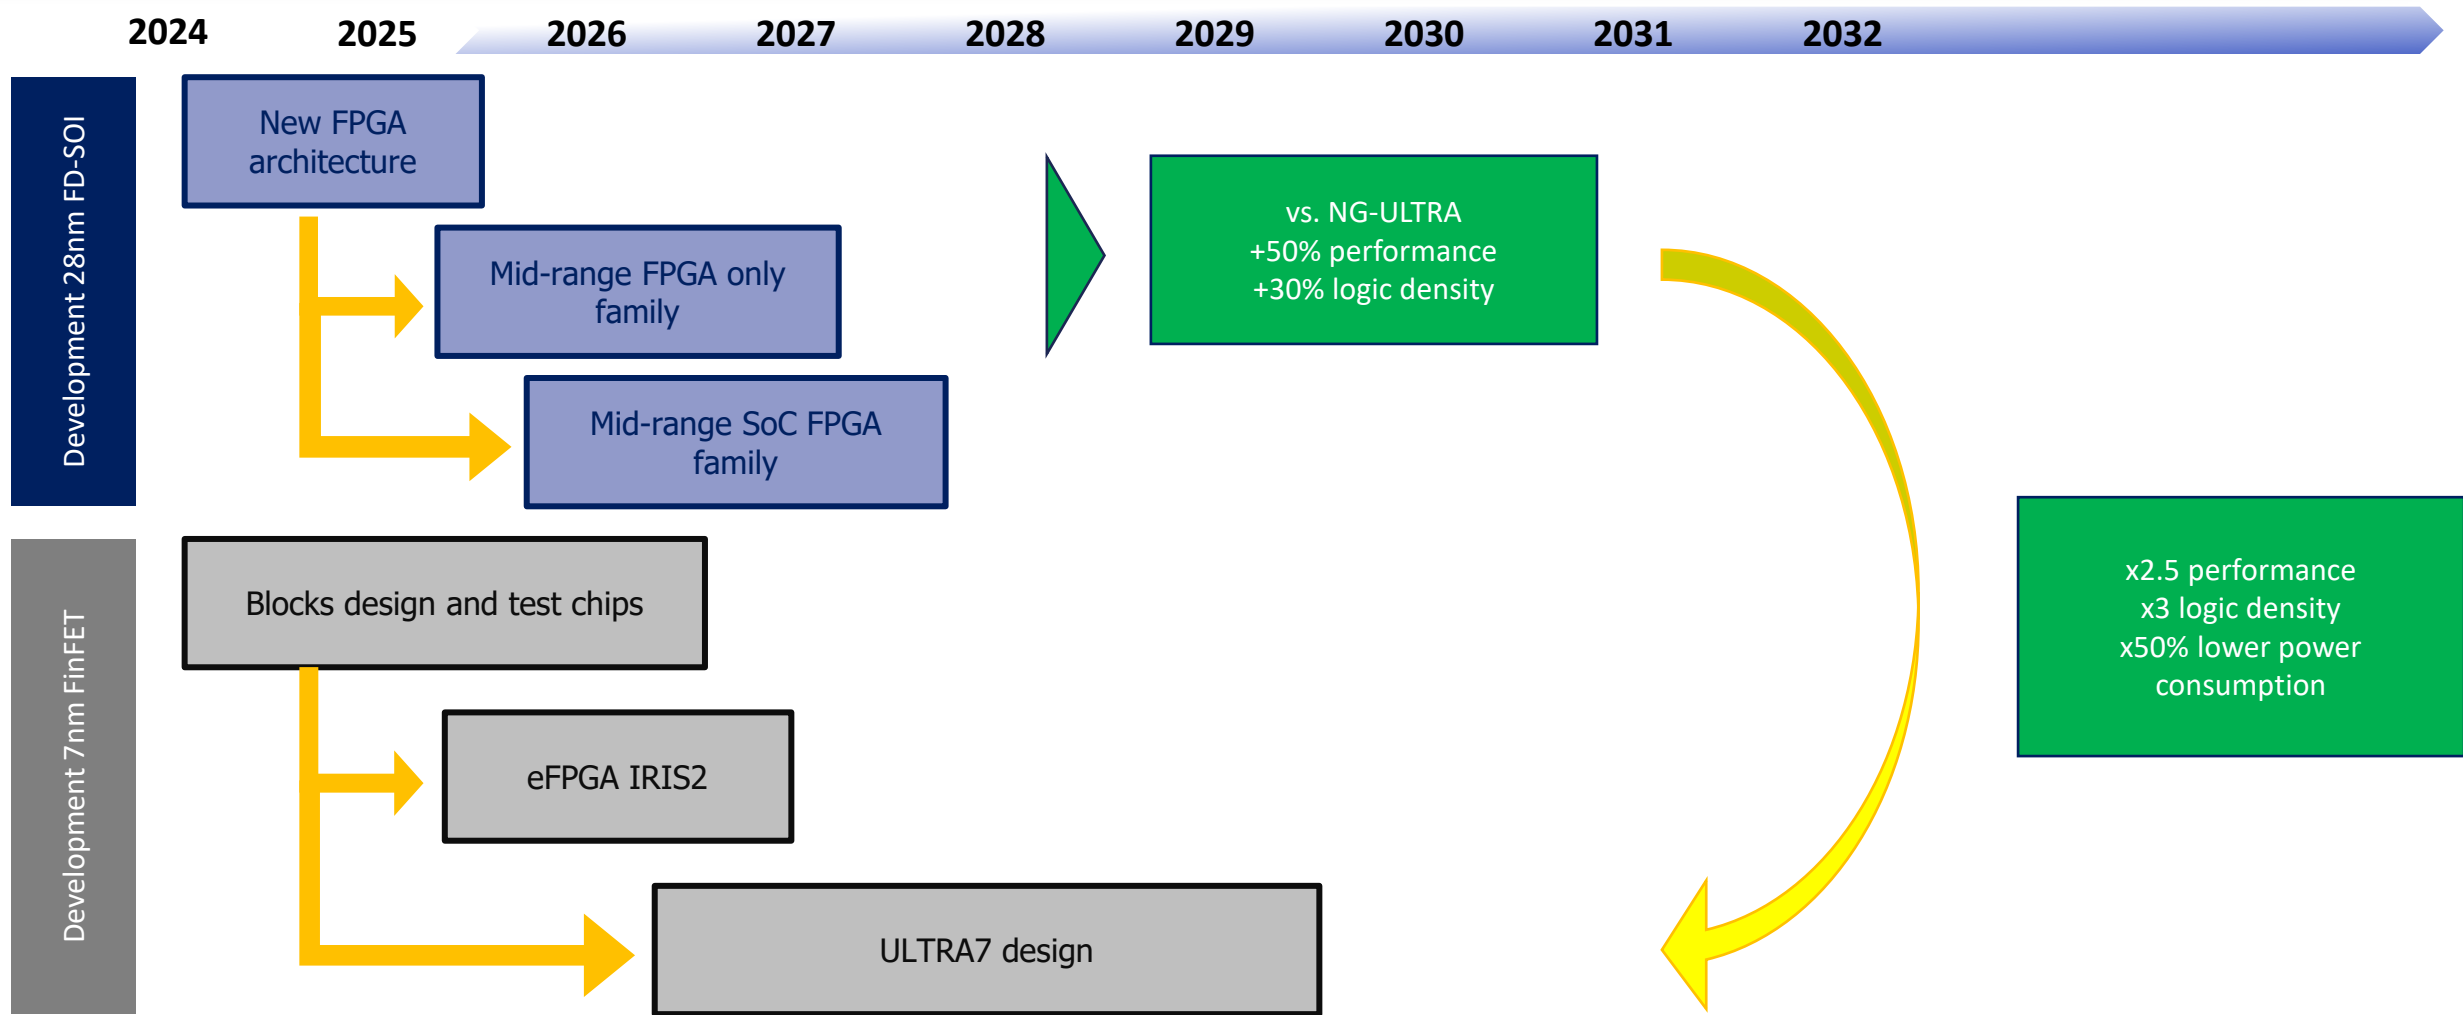 2024 2025 2026 2027 2028 2029 2030 2031 2032
Development 28nm FD-SOI
New FPGA
architecture
Mid-range FPGA only
family
Mid-range SoC FPGA
family
vs. NG-ULTRA
+50% performance
+30% logic density
Development 7nm FinFET
Blocks design and test chips
eFPGA IRIS2
ULTRA7 design
x2.5 performance
x3 logic density
x50% lower power
consumption